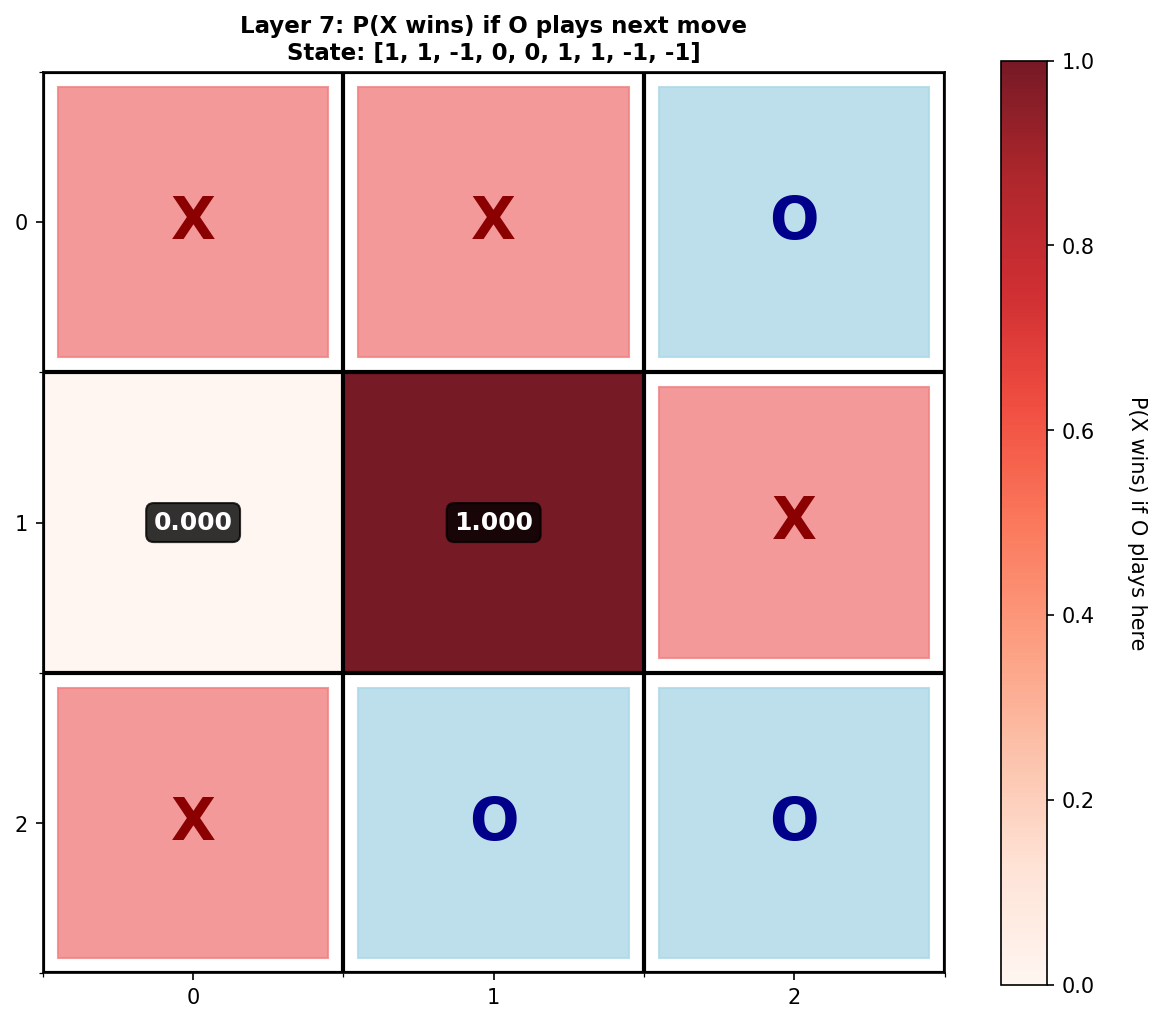 Layer 7: P(X wins) if O plays next move
State: [1, 1, -1, 0, 0, 1, 1, -1, -1]
0
X
X
O
1
0.000
1.000
X
2
X
O
O
0
1
2
1.0
0.8
0.6
0.4
0.2
0.0
P(X wins) if O plays here